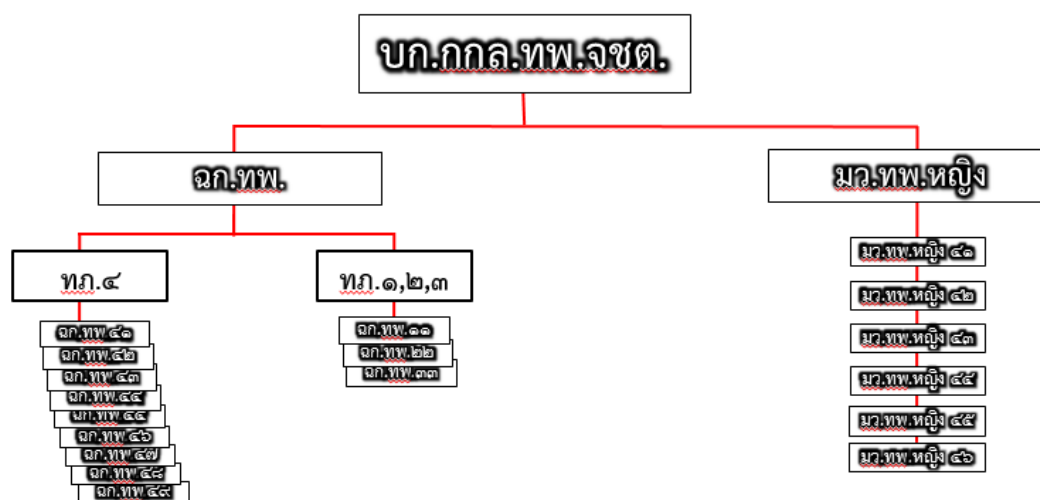 บก.กกล.ทพ.จชต.
ฉก.ทพ.
มว.ทพ.หญิง
ทภ.๔
ทภ.๑,๒,๓
ฉก.ทพ.๔๑
ฉก.ทพ.๔๒
ฉก.ทพ.๔๓
ฉก.ทพ.๔๔
ฉก.ทพ.๔๕
ฉก.ทพ.๔๖
ฉก.ทพ.๔๗
ฉก.ทพ.๔๘
ฉก.ทพ.๔๙
ฉก.ทพ.๑๑
ฉก.ทพ.๒๒
ฉก.ทพ.๓๓
มว.ทพ.หญิง ๔๑
มว.ทพ.หญิง ๔๒
มว.ทพ.หญิง ๔๓
มว.ทพ.หญิง ๔๔
มว.ทพ.หญิง ๔๕
มว.ทพ.หญิง ๔๖